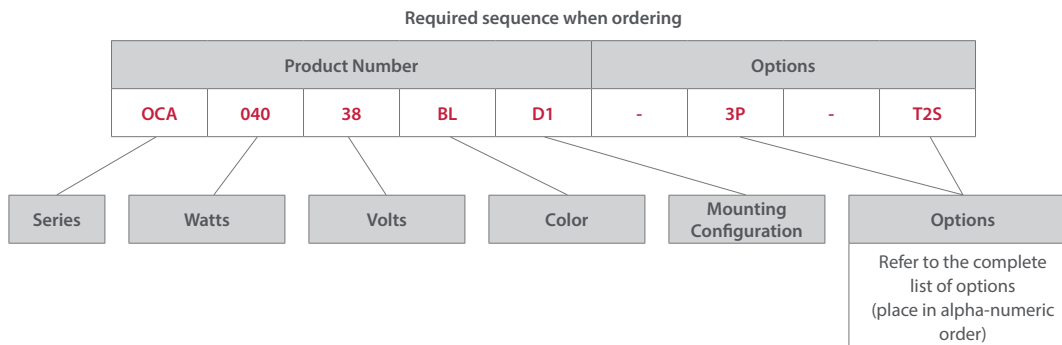 Required sequence when ordering
Product Number Options
OCA 040 38 BL D1 - 3P - T2S
Series Watts Volts Color Mounting Configuration Options
Refer to the complete
list of options
(place in alpha-numeric
order)